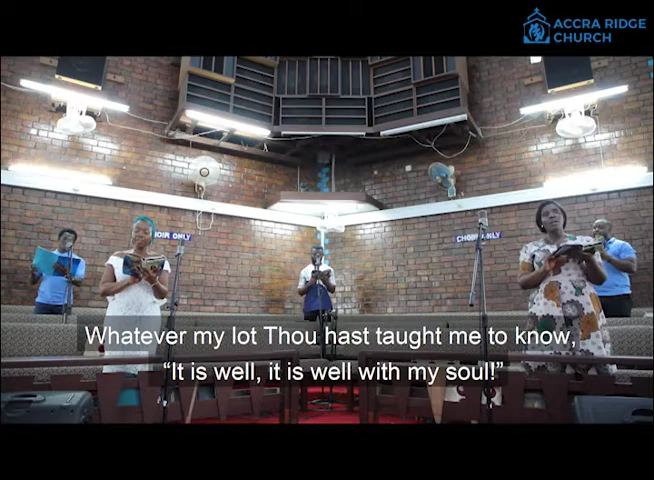 ACCRA RIDGE
CHURCH
OIR ONLY
CHOIR ONLY
Whatever my lot Thou hast taught me to know,
“It is well, it is well with my soul!”